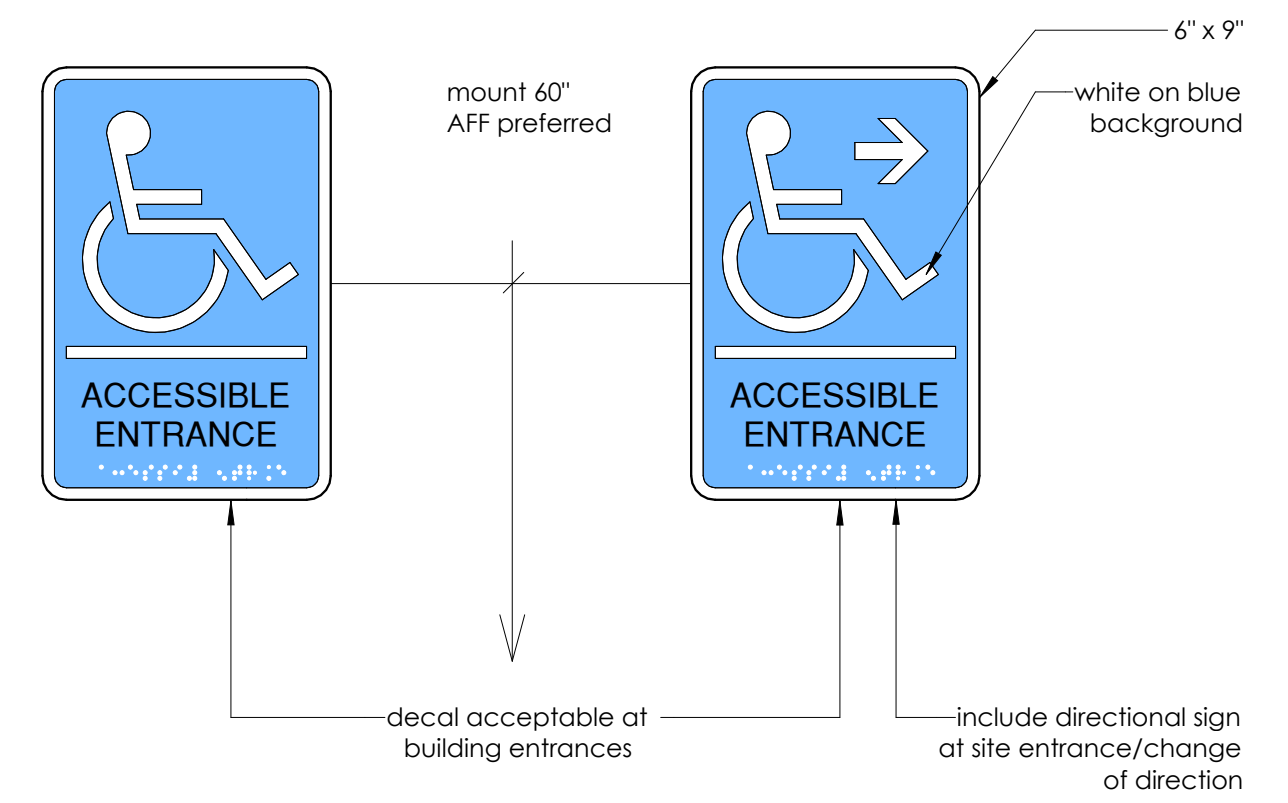 6" x 9"
mount 60"
AFF preferred
white on blue
background
ACCESSIBLE
ENTRANCE
ACCESSIBLE
ENTRANCE
decal acceptable at
building entrances
include directional sign
at site entrance/change
of direction